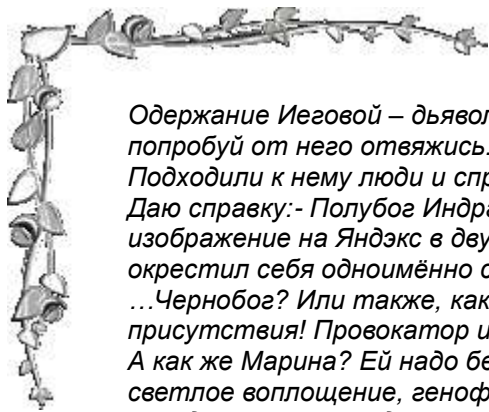 Одержание Иеговой – дьявол
попробуй от него отвяжись.
Подходили к нему люди и спр
Даю справку:- Полубог Индра
изображение на Яндэкс в дву
окрестил себя одноимённо с
…Чернобог? Или также, как
присутствия! Провокатор и
А как же Марина? Ей надо бе
светлое воплощение, геноф